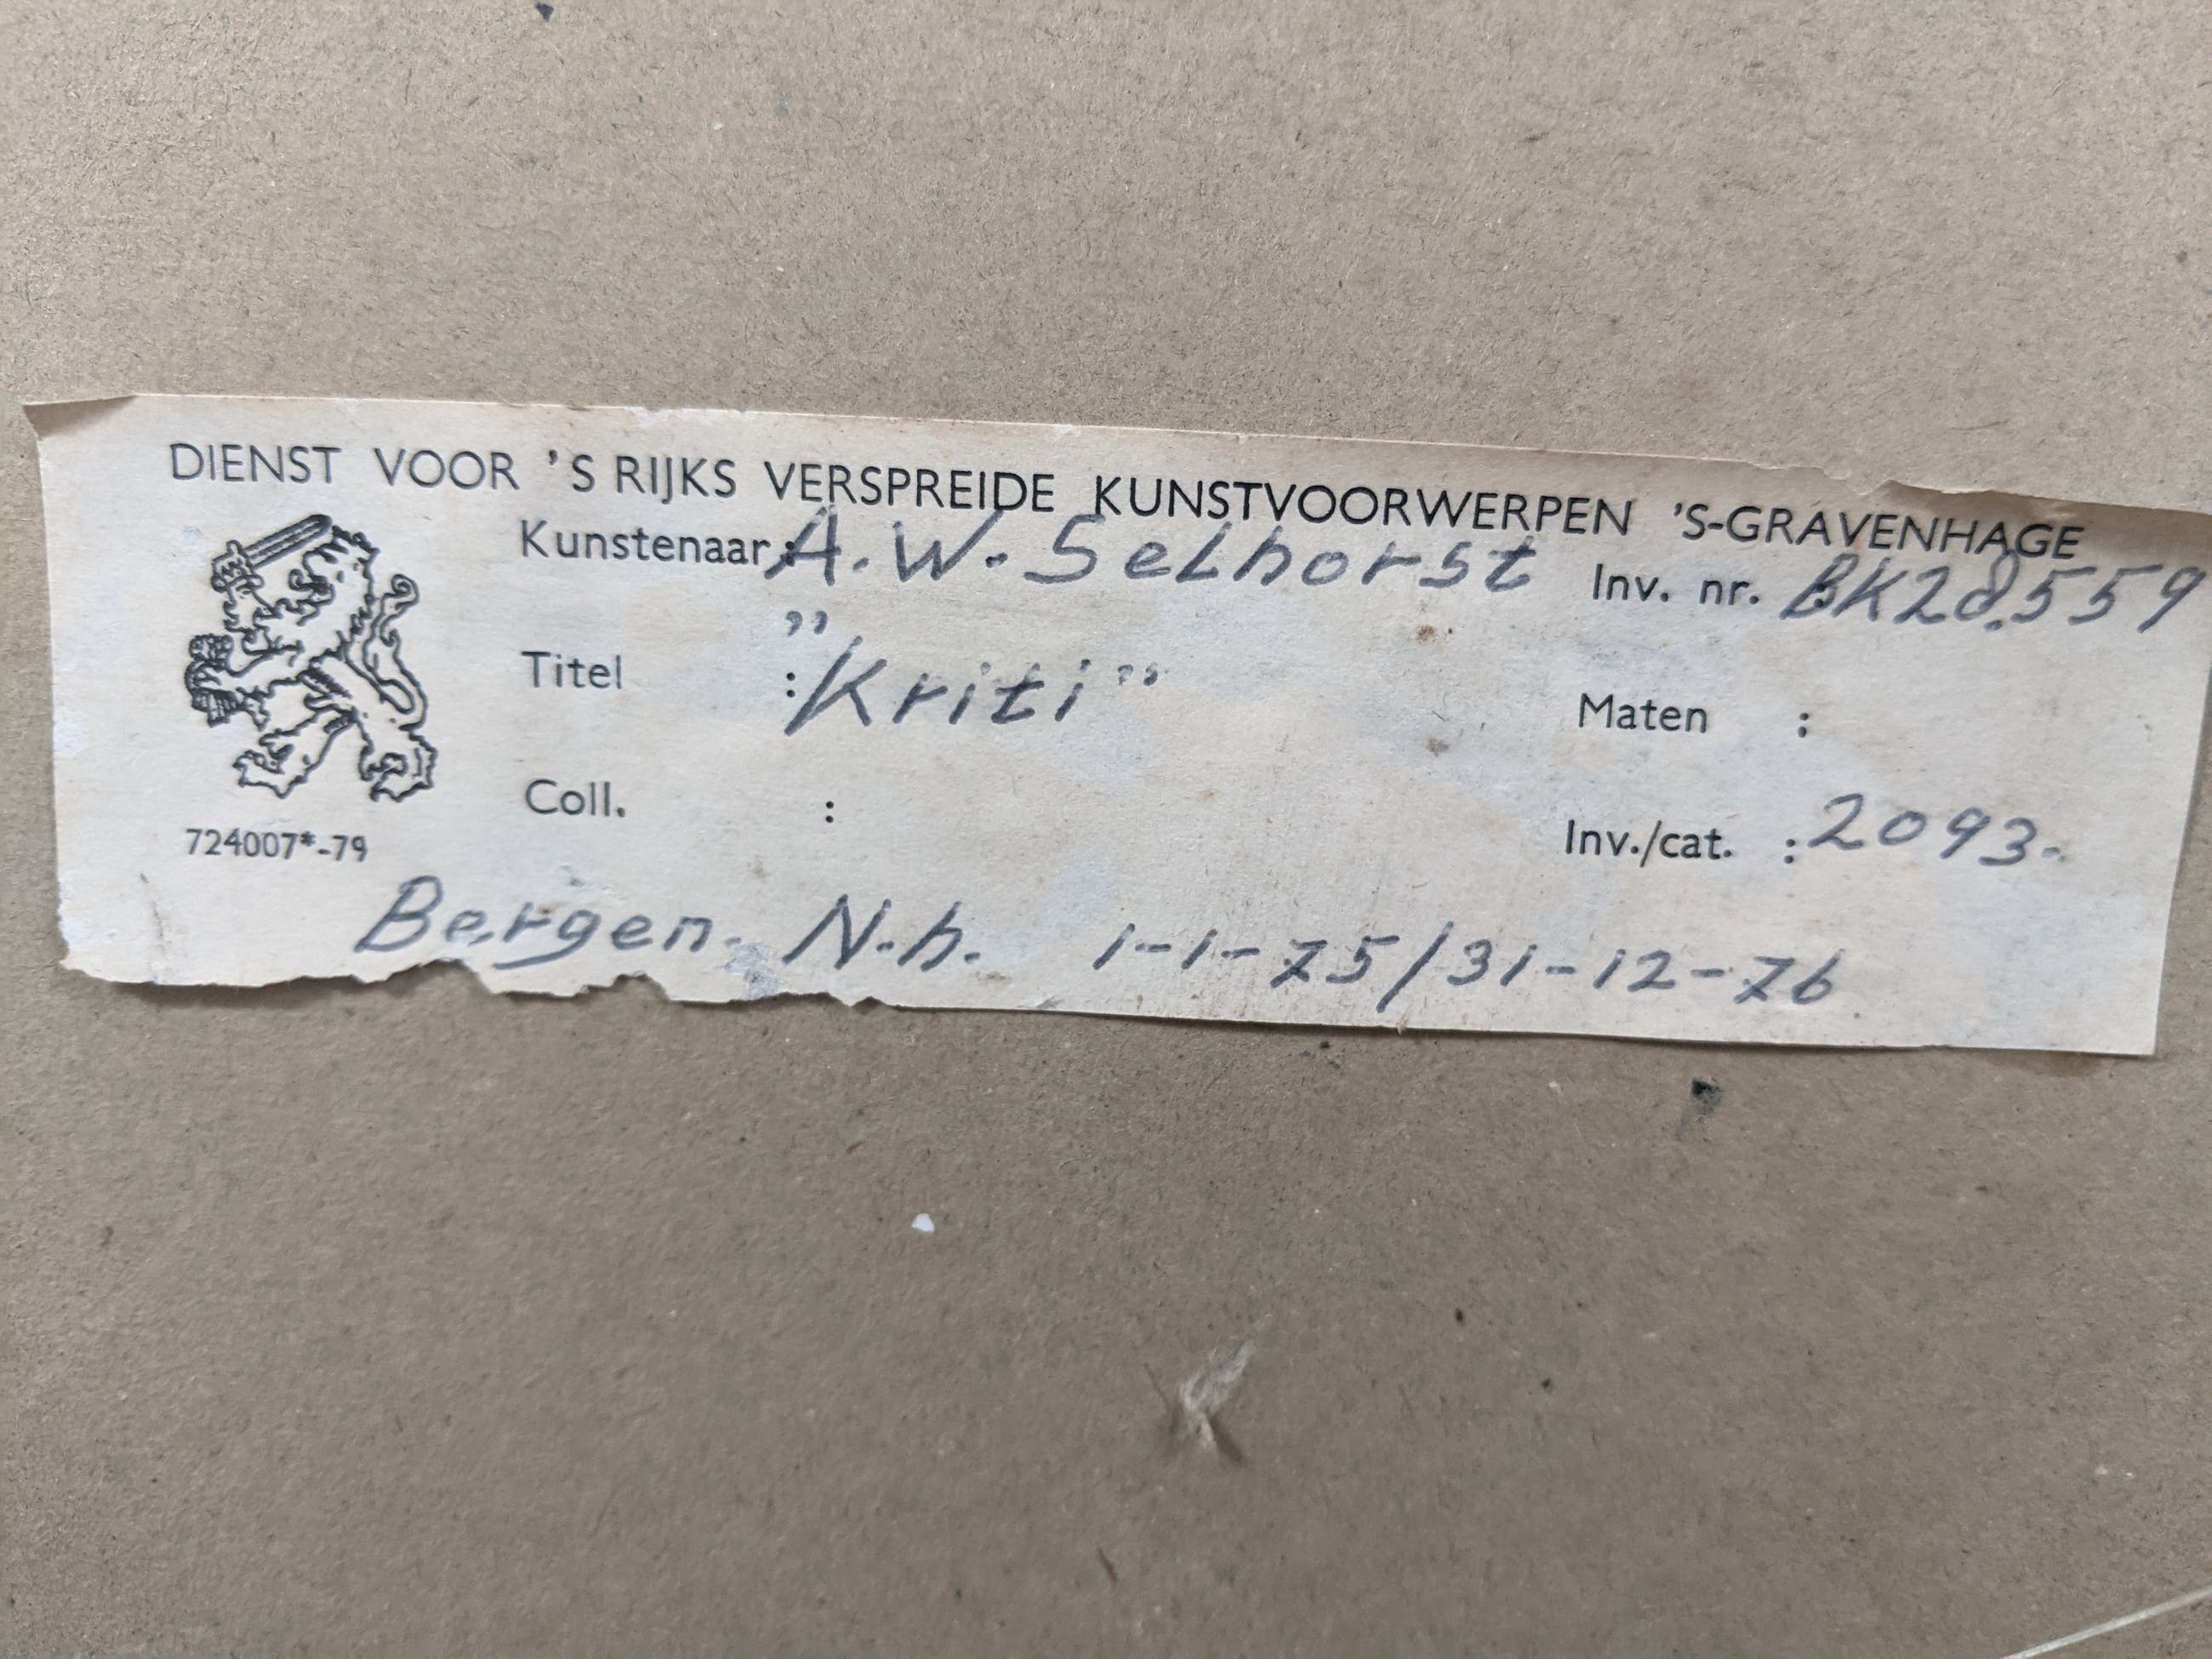 DIENST VOOR 'S RIJKS VERSPREIDE KUNSTVOORWERPEN 'S-GRAVENHAGE
Kunstenaar: A.W. Selhorst Inv. nr. BK28.559
Titel : "Kriti" Maten :
Coll. : Inv./cat. : 2093.
724007*-79
Bergen. N.h. 1-1-75/31-12-76